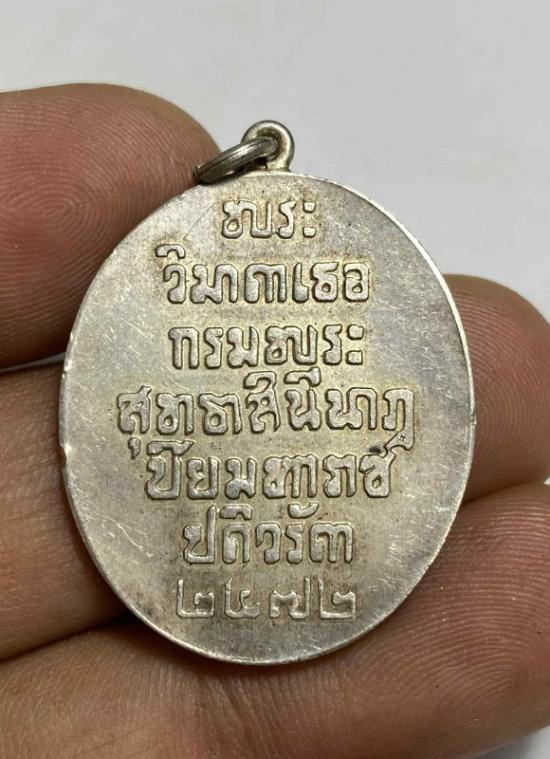 พระ
วิมาดาเธอ
กรมพระ
สุทธาสินีนาฏ
ปิยมหาราช
ปดิวรัดา
๒๔๗๒